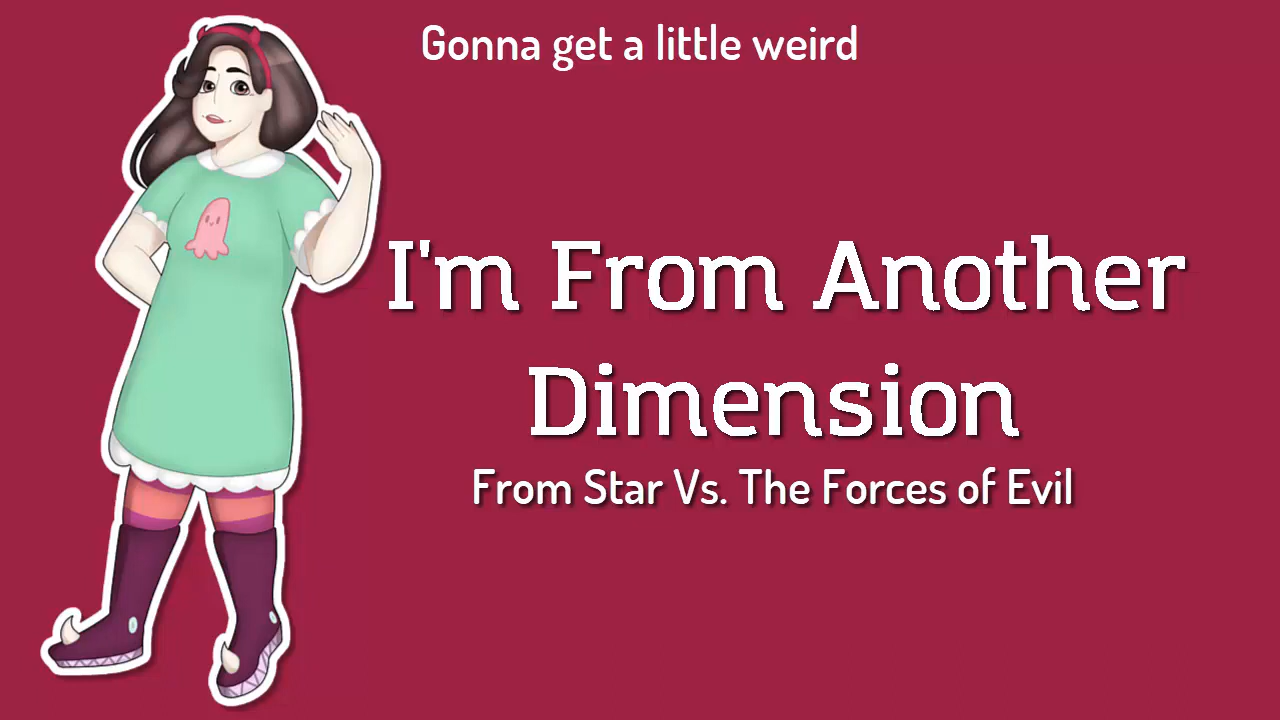 Gonna get a little weird
I'm From Another
Dimension
From Star Vs. The Forces of Evil